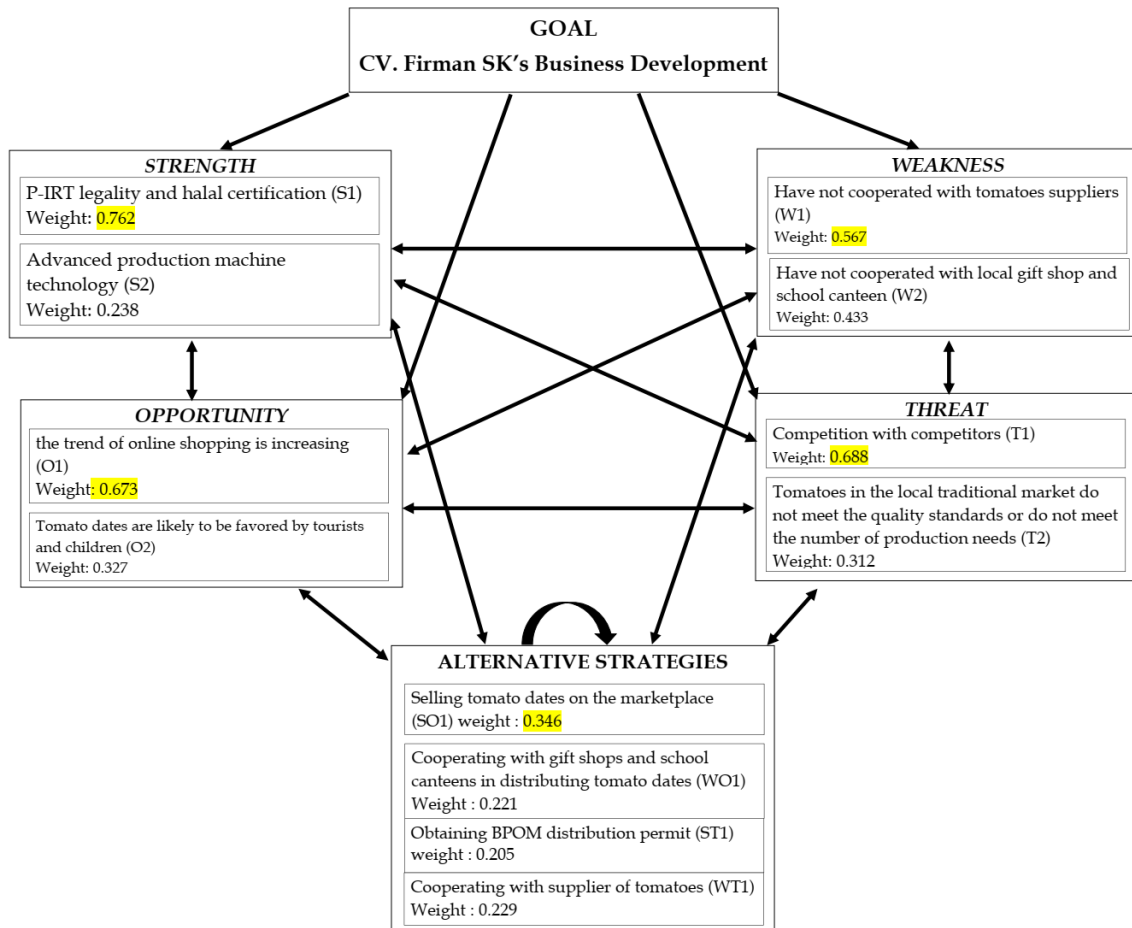 GOAL
CV. Firman SK's Business Development
STRENGTH
P-IRT legality and halal certification (S1)
Weight: 0.762
Advanced production machine
technology (S2)
Weight: 0.238
WEAKNESS
Have not cooperated with tomatoes suppliers
(W1)
Weight: 0.567
Have not cooperated with local gift shop and
school canteen (W2)
Weight: 0.433
OPPORTUNITY
the trend of online shopping is increasing
(O1)
Weight: 0.673
Tomato dates are likely to be favored by tourists
and children (O2)
Weight: 0.327
THREAT
Competition with competitors (T1)
Weight: 0.688
Tomatoes in the local traditional market do
not meet the quality standards or do not meet
the number of production needs (T2)
Weight: 0.312
ALTERNATIVE STRATEGIES
Selling tomato dates on the marketplace
(SO1) weight : 0.346
Cooperating with gift shops and school
canteens in distributing tomato dates (WO1)
Weight : 0.221
Obtaining BPOM distribution permit (ST1)
weight : 0.205
Cooperating with supplier of tomatoes (WT1)
Weight : 0.229